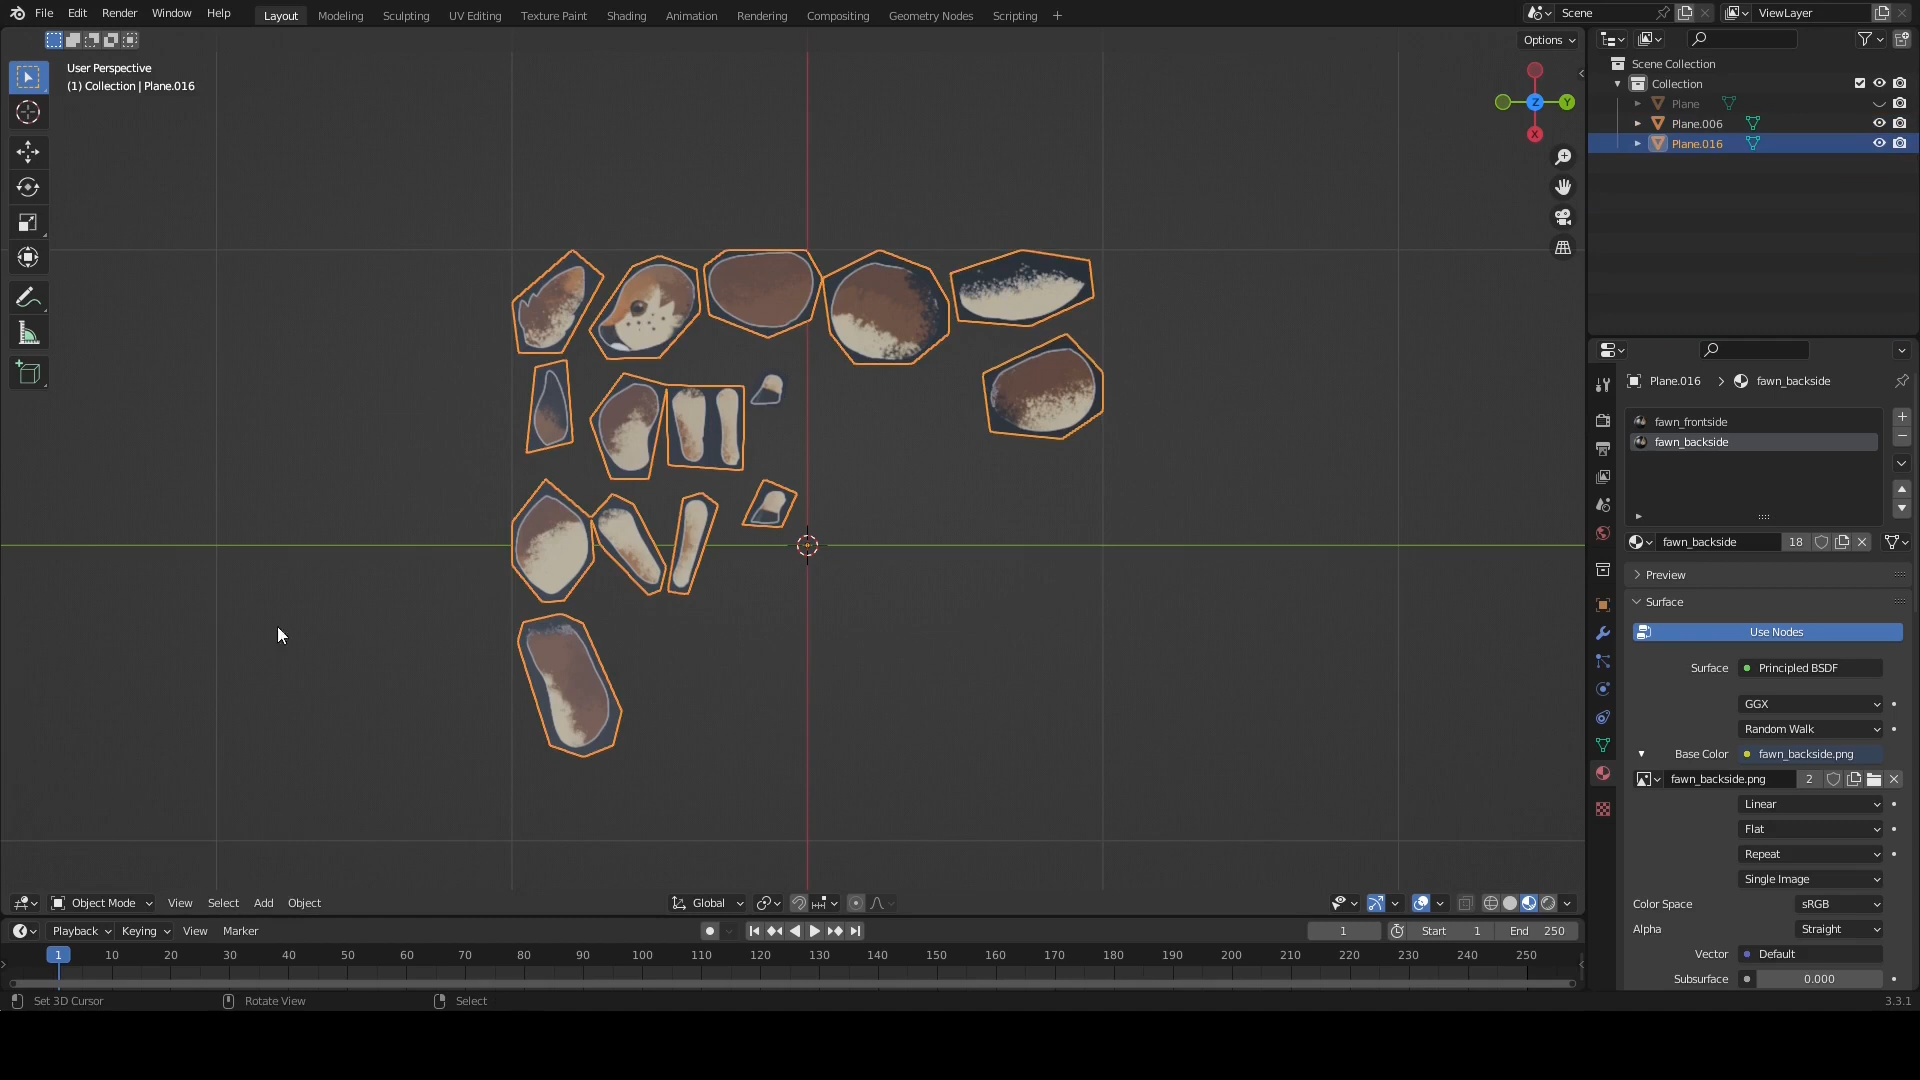 File Edit Render Window Help Layout Modeling Sculpting UV Editing Texture Paint Shading Animation Rendering Compositing Geometry Nodes Scripting + Scene ViewLayer
Options
User Perspective
(1) Collection | Plane.016
Z Y
X
Scene Collection
Collection
Plane
Plane.006
Plane.016
Plane.016 > fawn_backside
fawn_frontside
fawn_backside
fawn_backside 18
Preview
Surface
Use Nodes
Surface Principled BSDF
GGX
Random Walk
Base Color fawn_backside.png
fawn_backside.png 2
Linear
Flat
Repeat
Single Image
Color Space sRGB
Alpha Straight
Vector Default
Subsurface 0.000
Object Mode View Select Add Object Global
Playback Keying View Marker 1 Start 1 End 250
1 10 20 30 40 50 60 70 80 90 100 110 120 130 140 150 160 170 180 190 200 210 220 230 240 250
Set 3D Cursor Rotate View Select 3.3.1